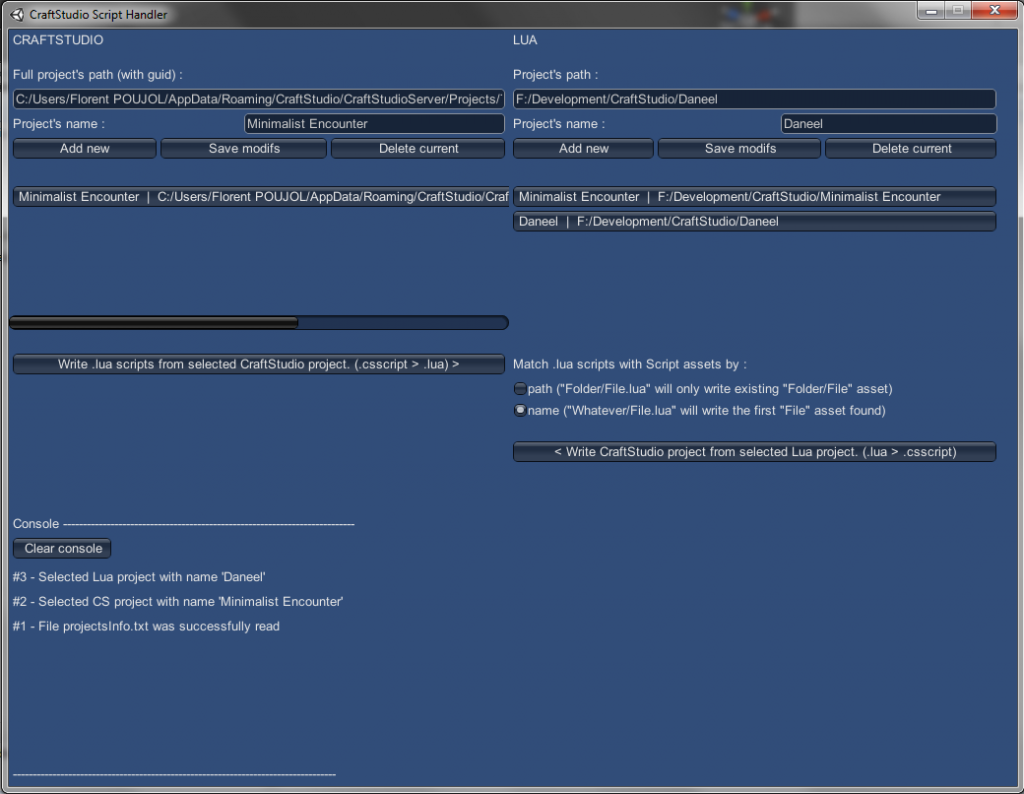 CraftStudio Script Handler
CRAFTSTUDIO
Full project's path (with guid) :
C:/Users/Florent POUJOL/AppData/Roaming/CraftStudio/CraftStudioServer/Projects/
Project's name :
Minimalist Encounter
Add new
Save modifs
Delete current
Minimalist Encounter | C:/Users/Florent POUJOL/AppData/Roaming/CraftStudio/Craf
Write .lua scripts from selected CraftStudio project. (.csscript > .lua) >
LUA
Project's path :
F:/Development/CraftStudio/Daneel
Project's name :
Daneel
Add new
Save modifs
Delete current
Minimalist Encounter | F:/Development/CraftStudio/Minimalist Encounter
Daneel | F:/Development/CraftStudio/Daneel
Match .lua scripts with Script assets by :
path ("Folder/File.lua" will only write existing "Folder/File" asset)
name ("Whatever/File.lua" will write the first "File" asset found)
< Write CraftStudio project from selected Lua project. (.lua > .csscript)
Console -------------------------------------------------------------------------
Clear console
#3 - Selected Lua project with name 'Daneel'
#2 - Selected CS project with name 'Minimalist Encounter'
#1 - File projectsInfo.txt was successfully read
---------------------------------------------------------------------------------